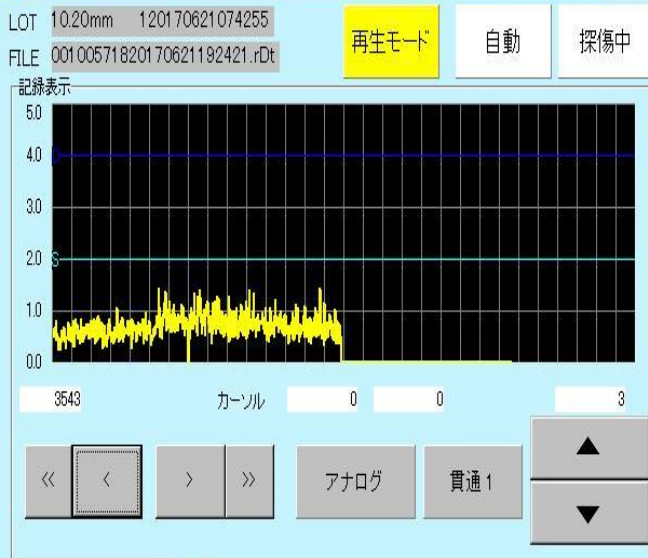 LOT 10.20mm 120170621074255
再生モード 自動 探傷中
FILE 00100571820170621192421.rDt
記録表示
5.0
4.0 D
3.0
2.0 S
1.0
0.0
3543 カーソル 0 0 3
<< < > >> アナログ 貫通1 ▲
▼